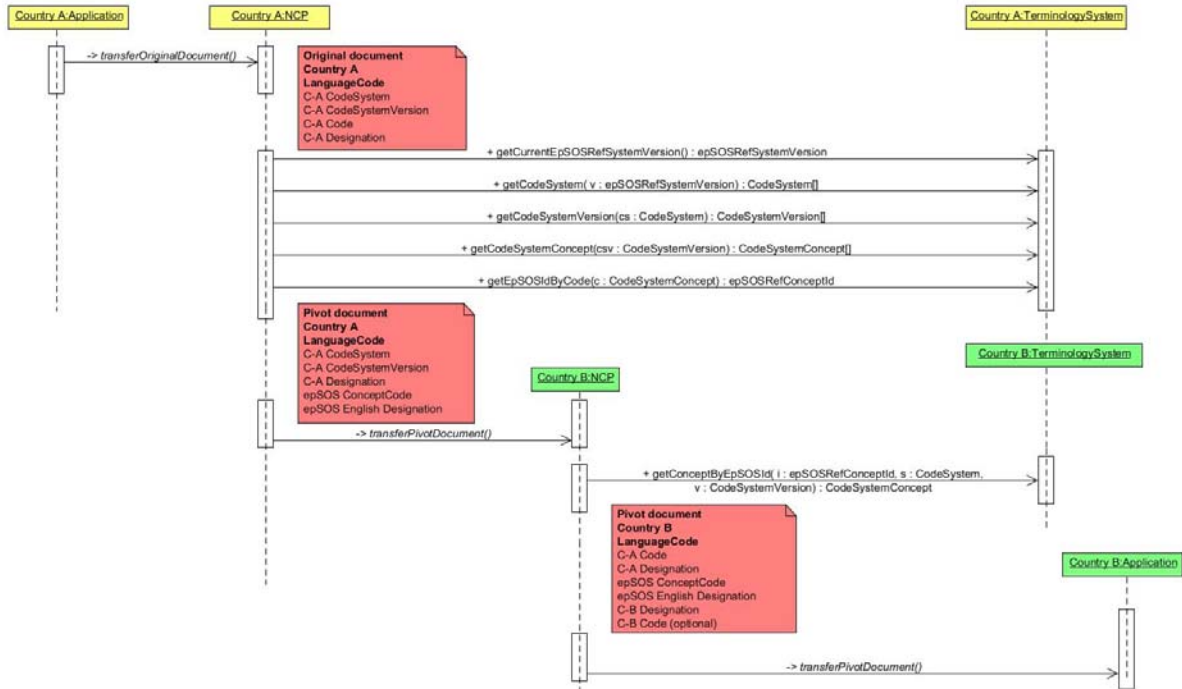 Country A:Application
Country A:NCP
Country A:TerminologySystem
-> transferOriginalDocument()
Original document
Country A
LanguageCode
C-A CodeSystem
C-A CodeSystemVersion
C-A Code
C-A Designation
+ getCurrentEpSOSRefSystemVersion() : epSOSRefSystemVersion
+ getCodeSystem( v : epSOSRefSystemVersion) : CodeSystem[]
+ getCodeSystemVersion(cs : CodeSystem) : CodeSystemVersion[]
+ getCodeSystemConcept(csv : CodeSystemVersion) : CodeSystemConcept[]
+ getEpSOSIdByCode(c : CodeSystemConcept) : epSOSRefConceptId
Pivot document
Country A
LanguageCode
C-A CodeSystem
C-A CodeSystemVersion
C-A Designation
epSOS ConceptCode
epSOS English Designation
Country B:TerminologySystem
Country B:NCP
-> transferPivotDocument()
+ getConceptByEpSOSId( i : epSOSRefConceptId, s : CodeSystem,
v : CodeSystemVersion) : CodeSystemConcept
Pivot document
Country B
LanguageCode
C-A Code
C-A Designation
epSOS ConceptCode
epSOS English Designation
C-B Designation
C-B Code (optional)
Country B:Application
-> transferPivotDocument()